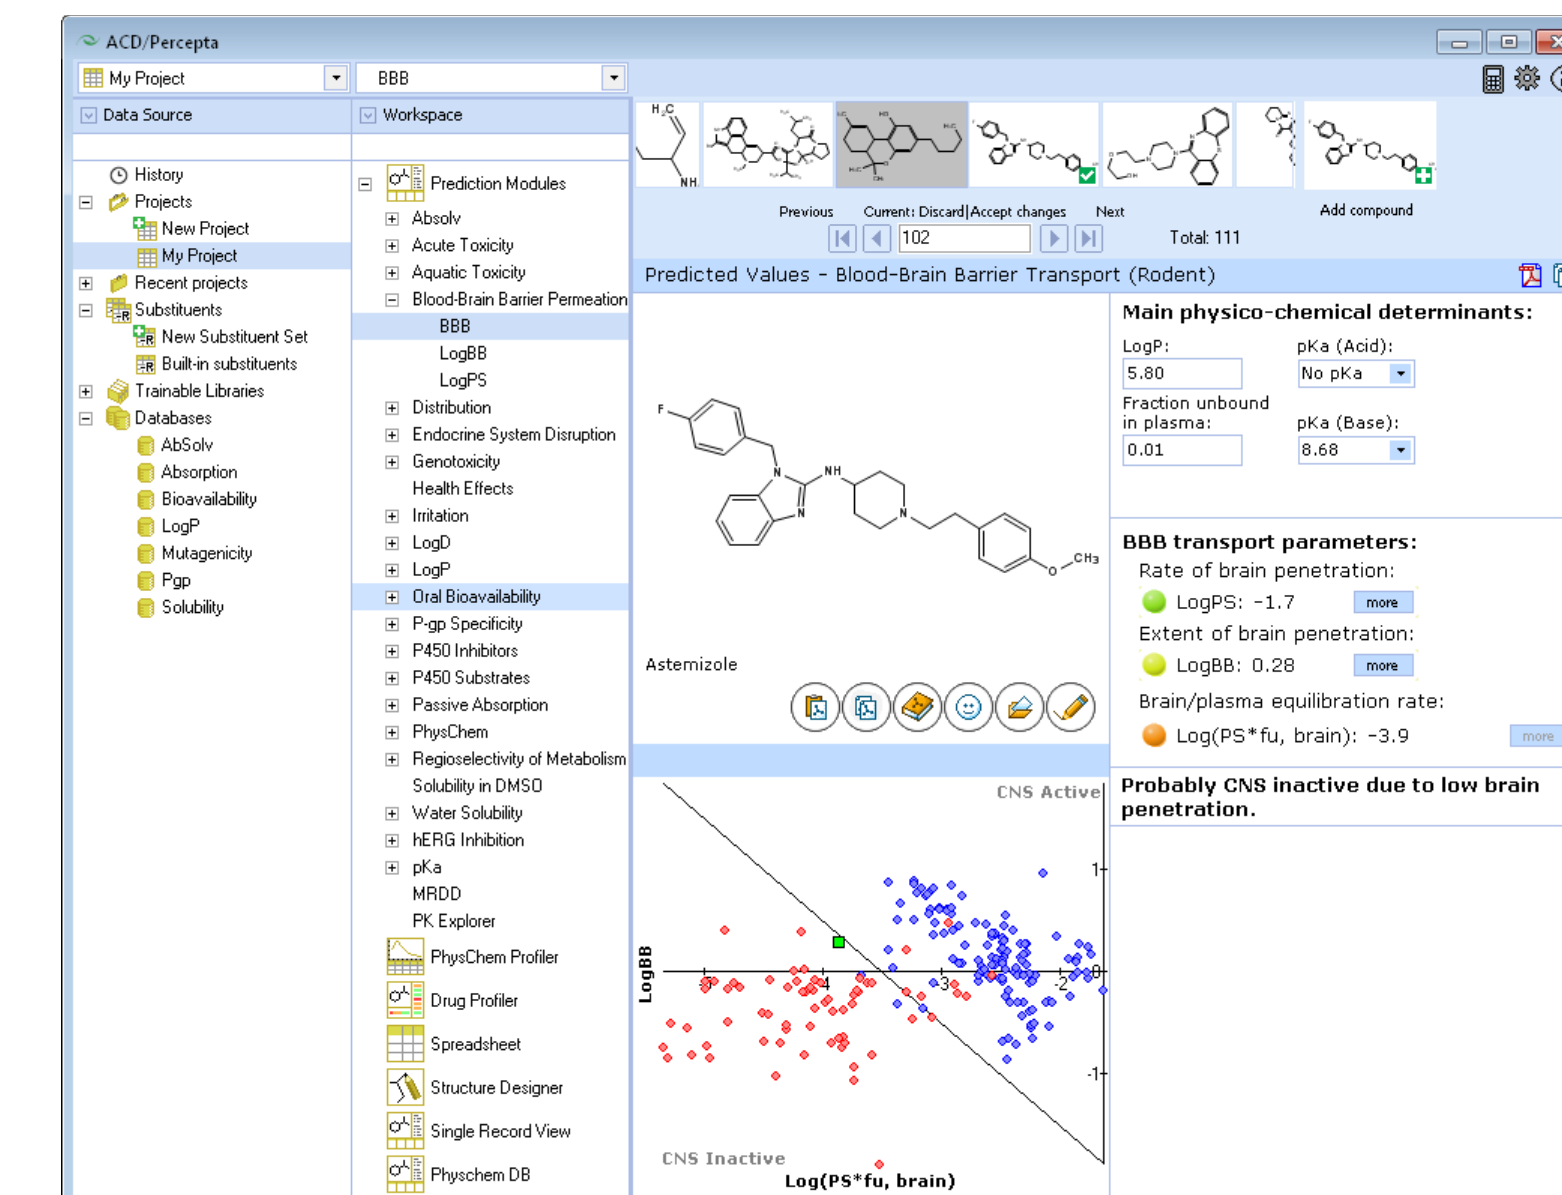 ACD/Percepta
My Project
BBB
Data Source
Workspace
History
Projects
New Project
My Project
Recent projects
Substituents
New Substituent Set
Built-in substituents
Trainable Libraries
Databases
AbSolv
Absorption
Bioavailability
LogP
Mutagenicity
Pgp
Solubility
Prediction Modules
Absolv
Acute Toxicity
Aquatic Toxicity
Blood-Brain Barrier Permeation
BBB
LogBB
LogPS
Distribution
Endocrine System Disruption
Genotoxicity
Health Effects
Irritation
LogD
LogP
Oral Bioavailability
P-gp Specificity
P450 Inhibitors
P450 Substrates
Passive Absorption
PhysChem
Regioselectivity of Metabolism
Solubility in DMSO
Water Solubility
hERG Inhibition
pKa
MRDD
PK Explorer
PhysChem Profiler
Drug Profiler
Spreadsheet
Structure Designer
Single Record View
Physchem DB
H₂C
NH
Previous Current: Discard|Accept changes Next
Add compound
102
Total: 111
Predicted Values - Blood-Brain Barrier Transport (Rodent)
F
N
NH
N
N
O
CH₃
Astemizole
Main physico-chemical determinants:
LogP: pKa (Acid):
5.80 No pKa
Fraction unbound
in plasma: pKa (Base):
0.01 8.68
BBB transport parameters:
Rate of brain penetration:
LogPS: -1.7 more
Extent of brain penetration:
LogBB: 0.28 more
Brain/plasma equilibration rate:
Log(PS*fu, brain): -3.9 more
Probably CNS inactive due to low brain
penetration.
CNS Active
1
LogBB
-5 -4 -3 -2 0
-1
CNS Inactive
Log(PS*fu, brain)